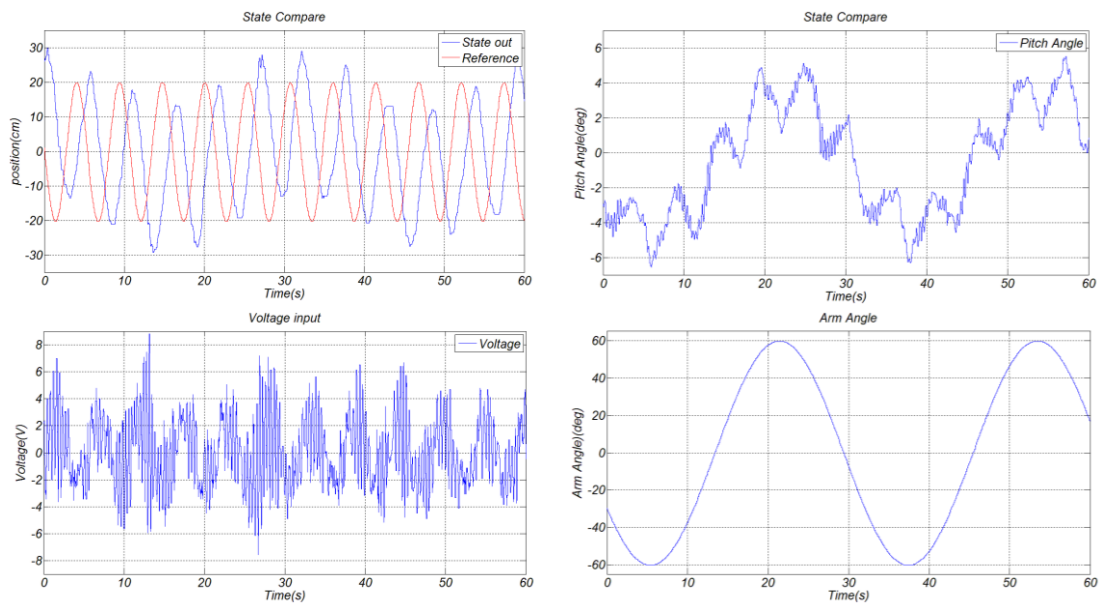 State Compare
position(cm)
30
20
10
0
-10
-20
-30
State out
Reference
0 10 20 30 40 50 60
Time(s)
State Compare
Pitch Angle(deg)
6
4
2
0
-2
-4
-6
Pitch Angle
0 10 20 30 40 50 60
Time(s)
Voltage input
Voltage(V)
8
6
4
2
0
-2
-4
-6
-8
Voltage
0 10 20 30 40 50 60
Time(s)
Arm Angle
Arm Angle)(deg)
60
40
20
0
-20
-40
-60
0 10 20 30 40 50 60
Time(s)